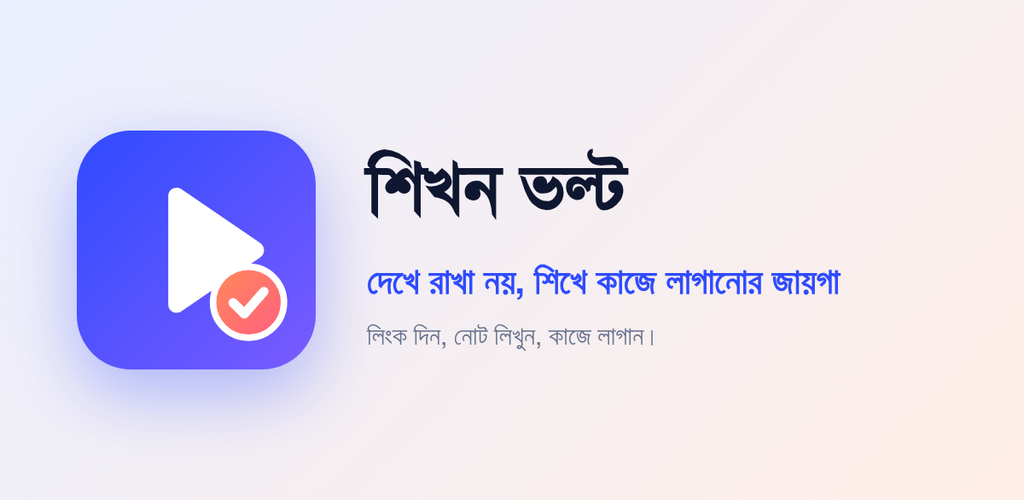 শিখন ভল্ট
দেখে রাখা নয়, শিখে কাজে লাগানোর জায়গা
লিংক দিন, নোট লিখুন, কাজে লাগান।